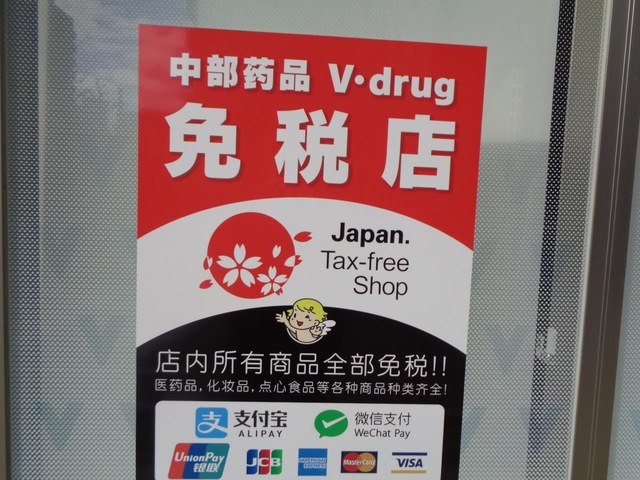 中部药品 V·drug
免税店
Japan.
Tax-free
Shop
店内所有商品全部免税!!
医药品,化妆品,点心食品等各种商品种类齐全!
支 支付宝 ALIPAY
微信支付 WeChat Pay
UnionPay 银联 JCB AMERICAN EXPRESS MasterCard VISA